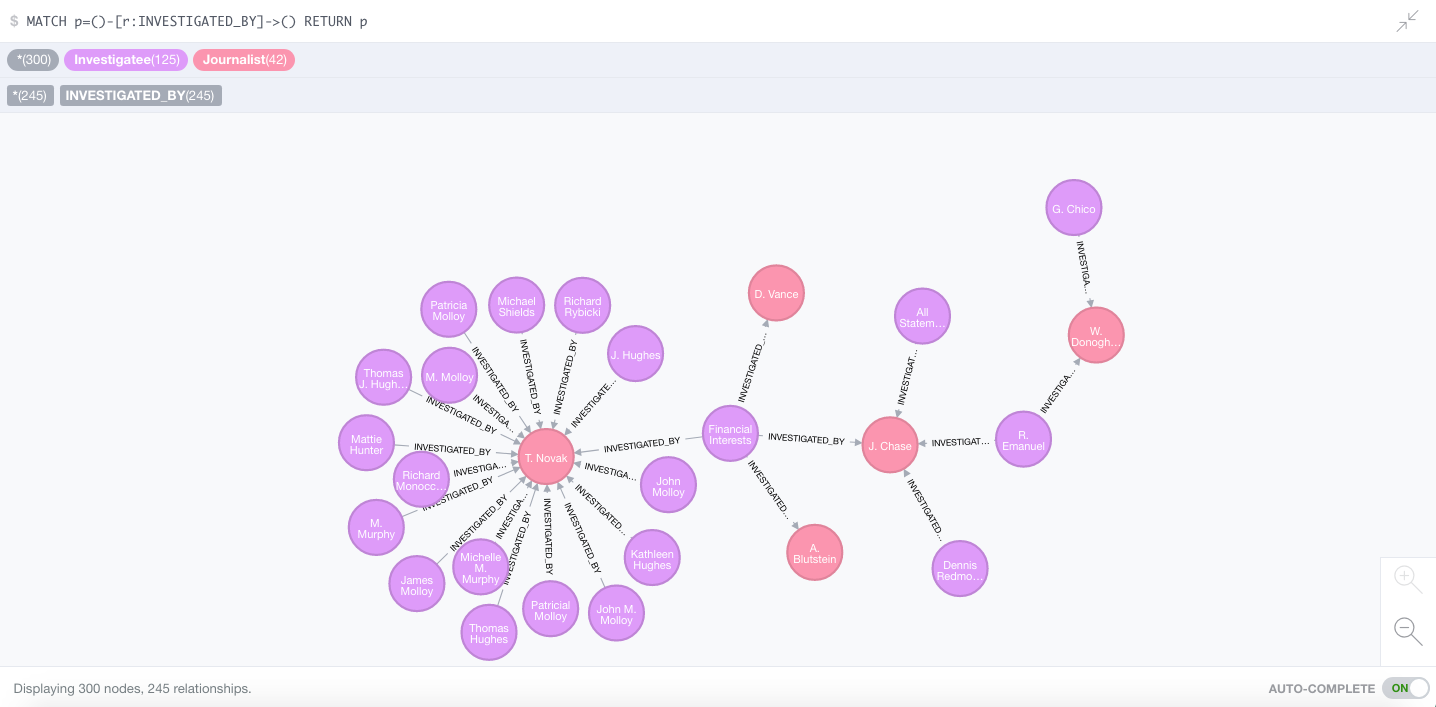 $ MATCH p=()-[r:INVESTIGATED_BY]->() RETURN p
*(300) Investigatee(125) Journalist(42)
*(245) INVESTIGATED_BY(245)
G. Chico
INVESTIGA…
W.
Donogh…
INVESTIGA…
R.
Emanuel
INVESTIGAT…
D. Vance
INVESTIGATED_…
All
Statem…
INVESTIGAT…
J. Chase
INVESTIGATED…
Dennis
Redmo…
Financial
Interests
INVESTIGATED_BY
INVESTIGATED_BY
INVESTIGATED…
A.
Blutstein
Patricia
Molloy
INVESTIGATED_BY
Michael
Shields
INVESTIGATED_BY
Richard
Rybicki
INVESTIGATED_BY
J. Hughes
INVESTIGATE…
Thomas
J. Hugh…
INVESTIGATED_BY
M. Molloy
INVESTIGA…
Mattie
Hunter
INVESTIGATED_BY
T. Novak
Richard
Monocc…
INVESTIGA…
John
Molloy
INVESTIGA…
M.
Murphy
INVESTIGATED_BY
James
Molloy
INVESTIGATED_BY
Michelle
M.
Murphy
INVESTIGA…
Thomas
Hughes
INVESTIGATED_BY
Patricial
Molloy
INVESTIGATED_BY
John M.
Molloy
INVESTIGATED_BY
Kathleen
Hughes
INVESTIGATED…
Displaying 300 nodes, 245 relationships.
AUTO-COMPLETE ON